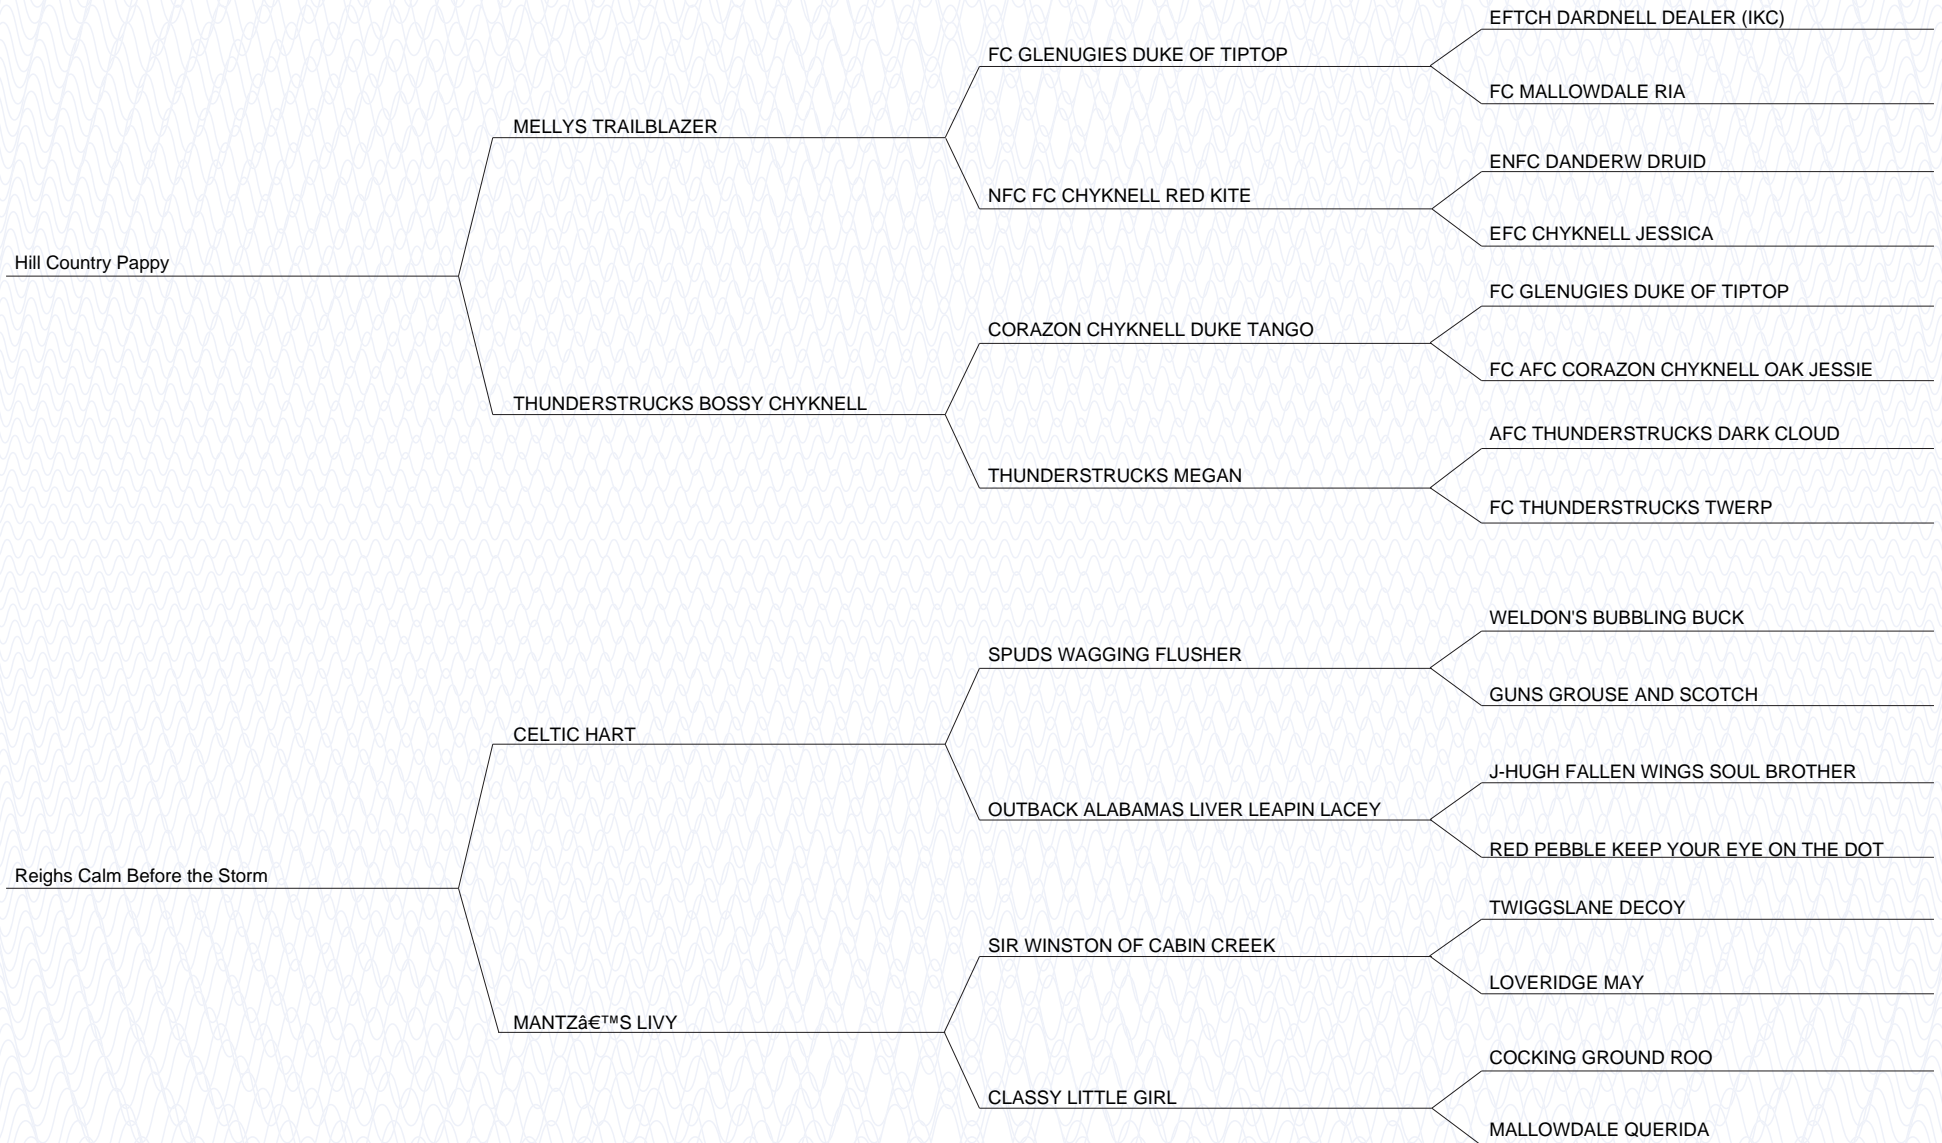 EFTCH DARDNELL DEALER (IKC)
FC GLENUGIES DUKE OF TIPTOP
FC MALLOWDALE RIA
MELLYS TRAILBLAZER
ENFC DANDERW DRUID
NFC FC CHYKNELL RED KITE
EFC CHYKNELL JESSICA
Hill Country Pappy
FC GLENUGIES DUKE OF TIPTOP
CORAZON CHYKNELL DUKE TANGO
FC AFC CORAZON CHYKNELL OAK JESSIE
THUNDERSTRUCKS BOSSY CHYKNELL
AFC THUNDERSTRUCKS DARK CLOUD
THUNDERSTRUCKS MEGAN
FC THUNDERSTRUCKS TWERP
WELDON'S BUBBLING BUCK
SPUDS WAGGING FLUSHER
GUNS GROUSE AND SCOTCH
CELTIC HART
J-HUGH FALLEN WINGS SOUL BROTHER
OUTBACK ALABAMAS LIVER LEAPIN LACEY
RED PEBBLE KEEP YOUR EYE ON THE DOT
Reighs Calm Before the Storm
TWIGGSLANE DECOY
SIR WINSTON OF CABIN CREEK
LOVERIDGE MAY
MANTZâ€™S LIVY
COCKING GROUND ROO
CLASSY LITTLE GIRL
MALLOWDALE QUERIDA